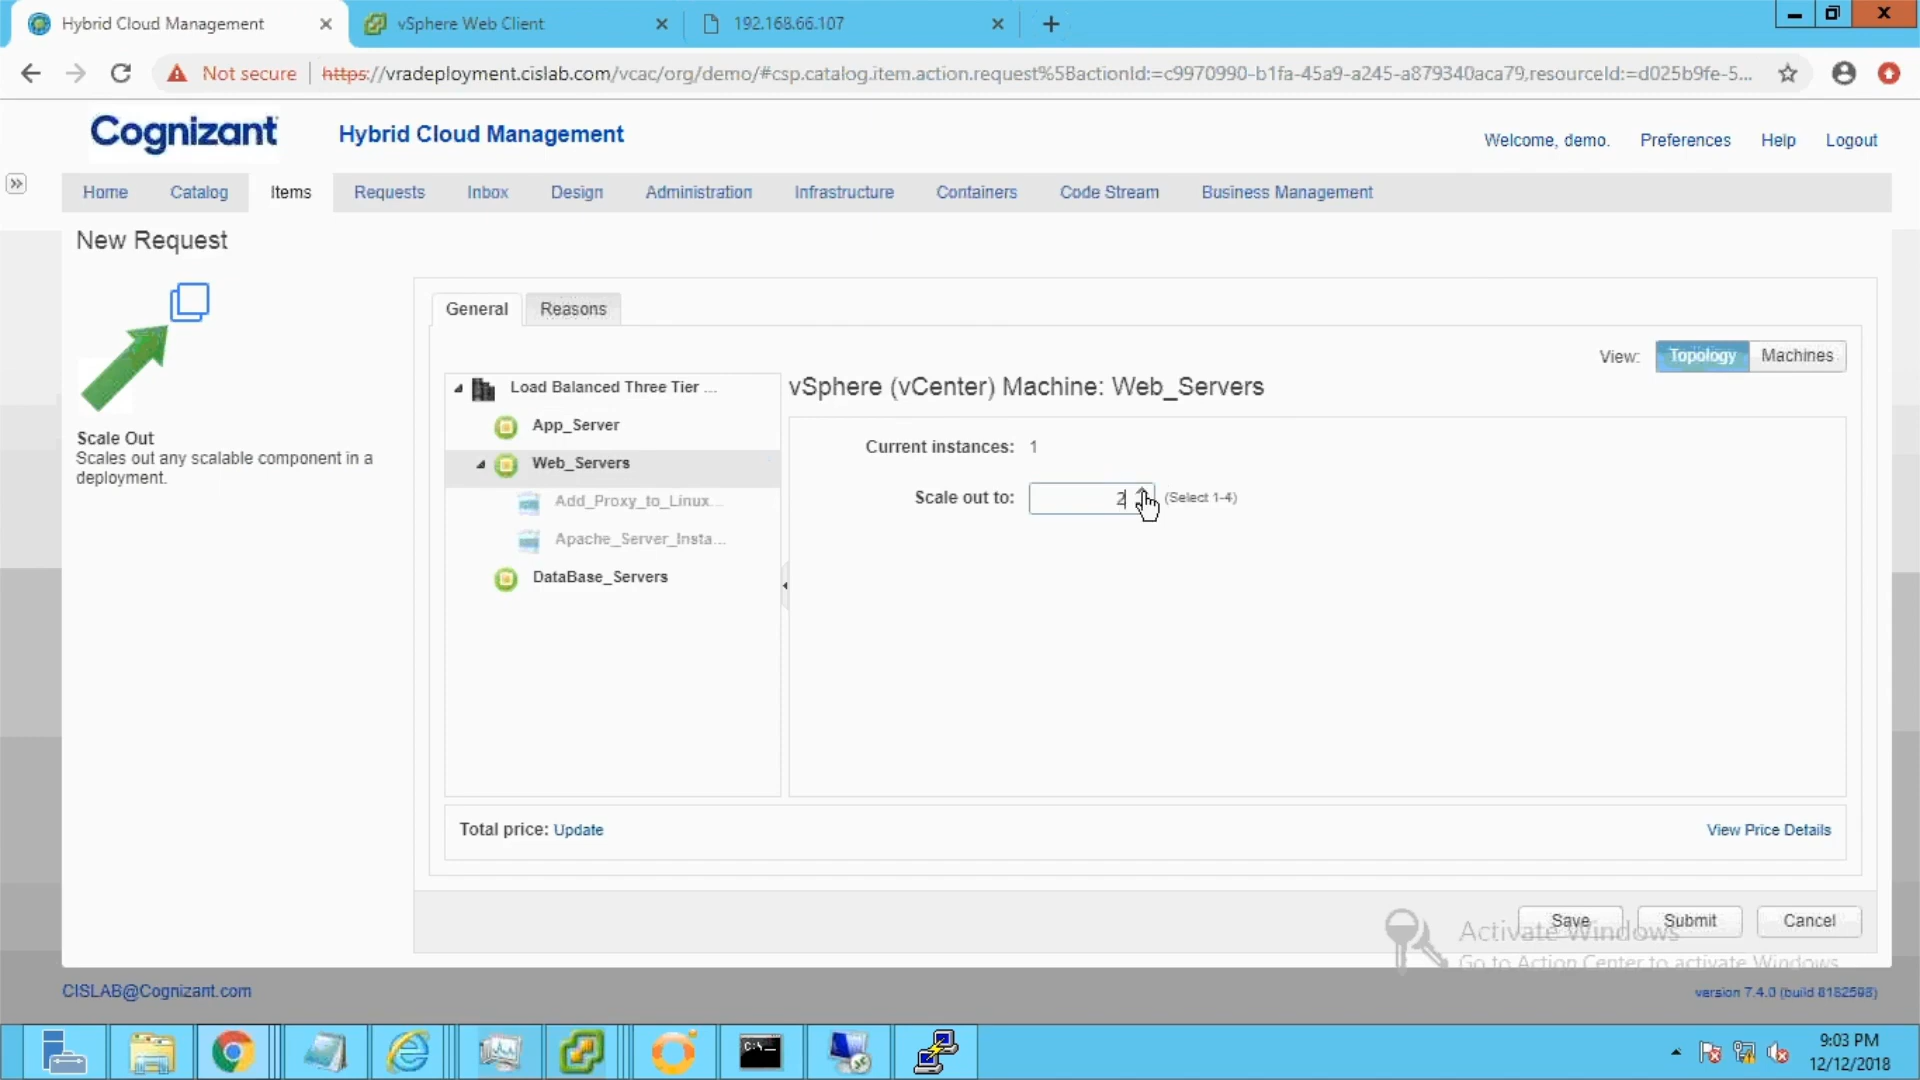 Hybrid Cloud Management
vSphere Web Client
192.168.66.107
Not secure
https://vradeployment.cislab.com/vcac/org/demo/#csp.catalog.item.action.request%5BactionId:=c9970990-b1fa-45a9-a245-a879340aca79,resourceId:=d025b9fe-5...
Cognizant
Hybrid Cloud Management
Welcome, demo. Preferences Help Logout
Home Catalog Items Requests Inbox Design Administration Infrastructure Containers Code Stream Business Management
New Request
Scale Out
Scales out any scalable component in a
deployment.
General Reasons
View: Topology Machines
Load Balanced Three Tier ...
App_Server
Web_Servers
Add_Proxy_to_Linux...
Apache_Server_Insta...
DataBase_Servers
vSphere (vCenter) Machine: Web_Servers
Current instances: 1
Scale out to: 2 (Select 1-4)
Total price: Update
View Price Details
Save Submit Cancel
Activate Windows
Go to Action Center to activate Windows.
CISLAB@Cognizant.com
version 7.4.0 (build 8182598)
C:\_
9:03 PM
12/12/2018